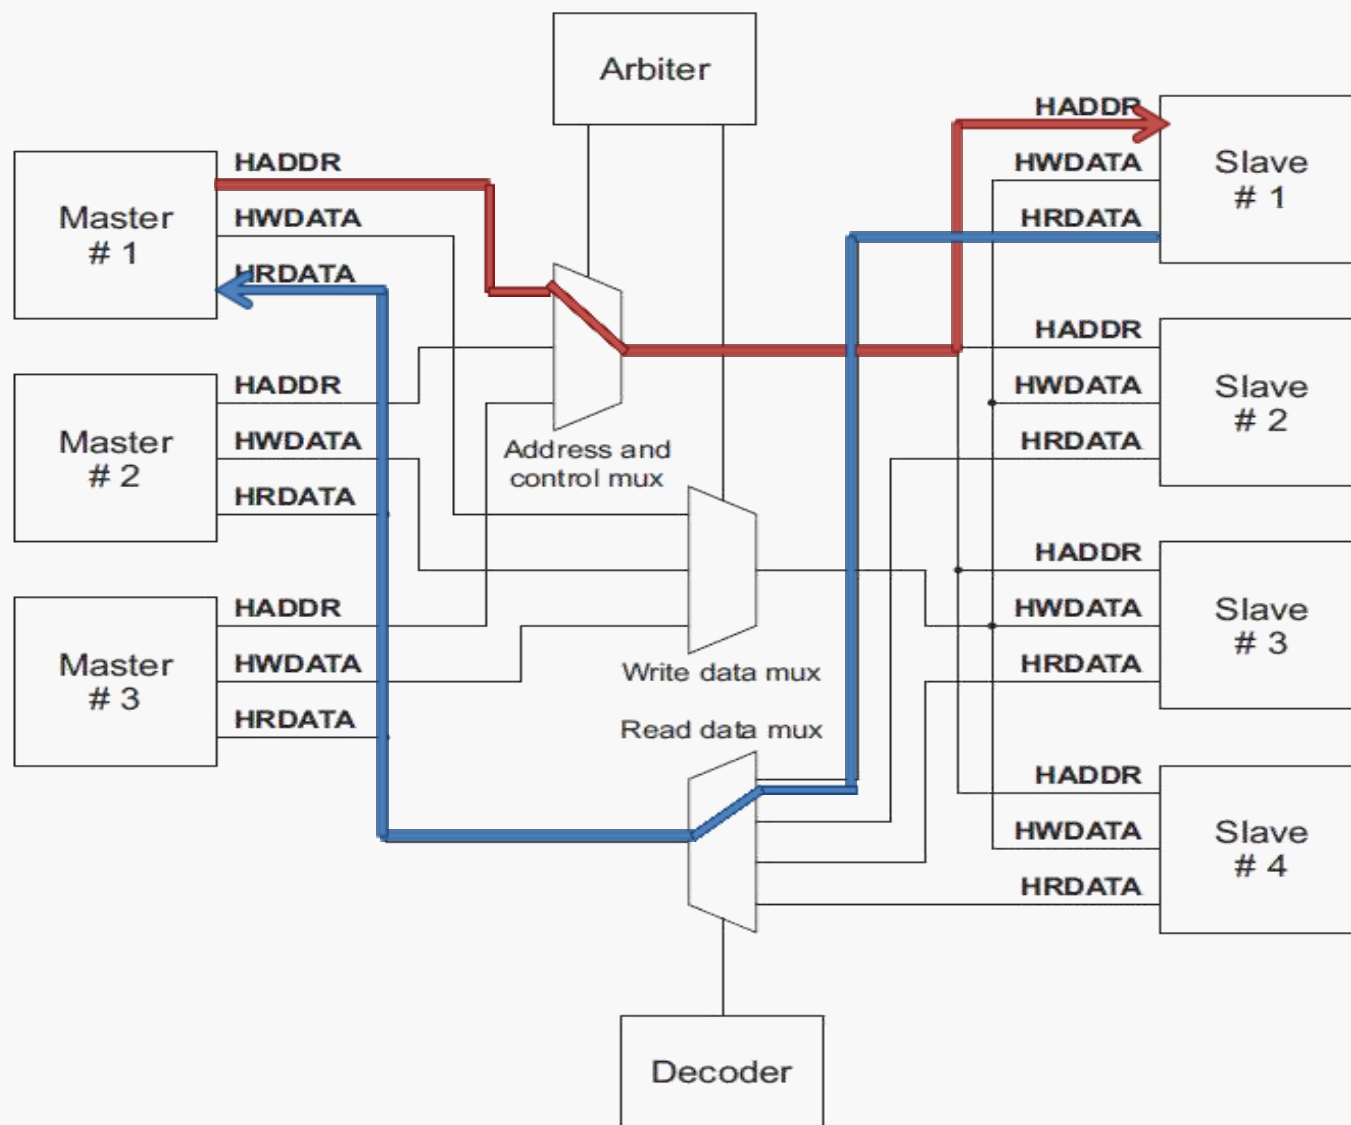 Arbiter
HADDR
HWDATA
HRDATA
Master
# 1
HADDR
HWDATA
HRDATA
Slave
# 1
HADDR
HWDATA
HRDATA
Master
# 2
Address and
control mux
HADDR
HWDATA
HRDATA
Slave
# 2
HADDR
HWDATA
HRDATA
Master
# 3
Write data mux
Read data mux
HADDR
HWDATA
HRDATA
Slave
# 3
HADDR
HWDATA
HRDATA
Slave
# 4
Decoder